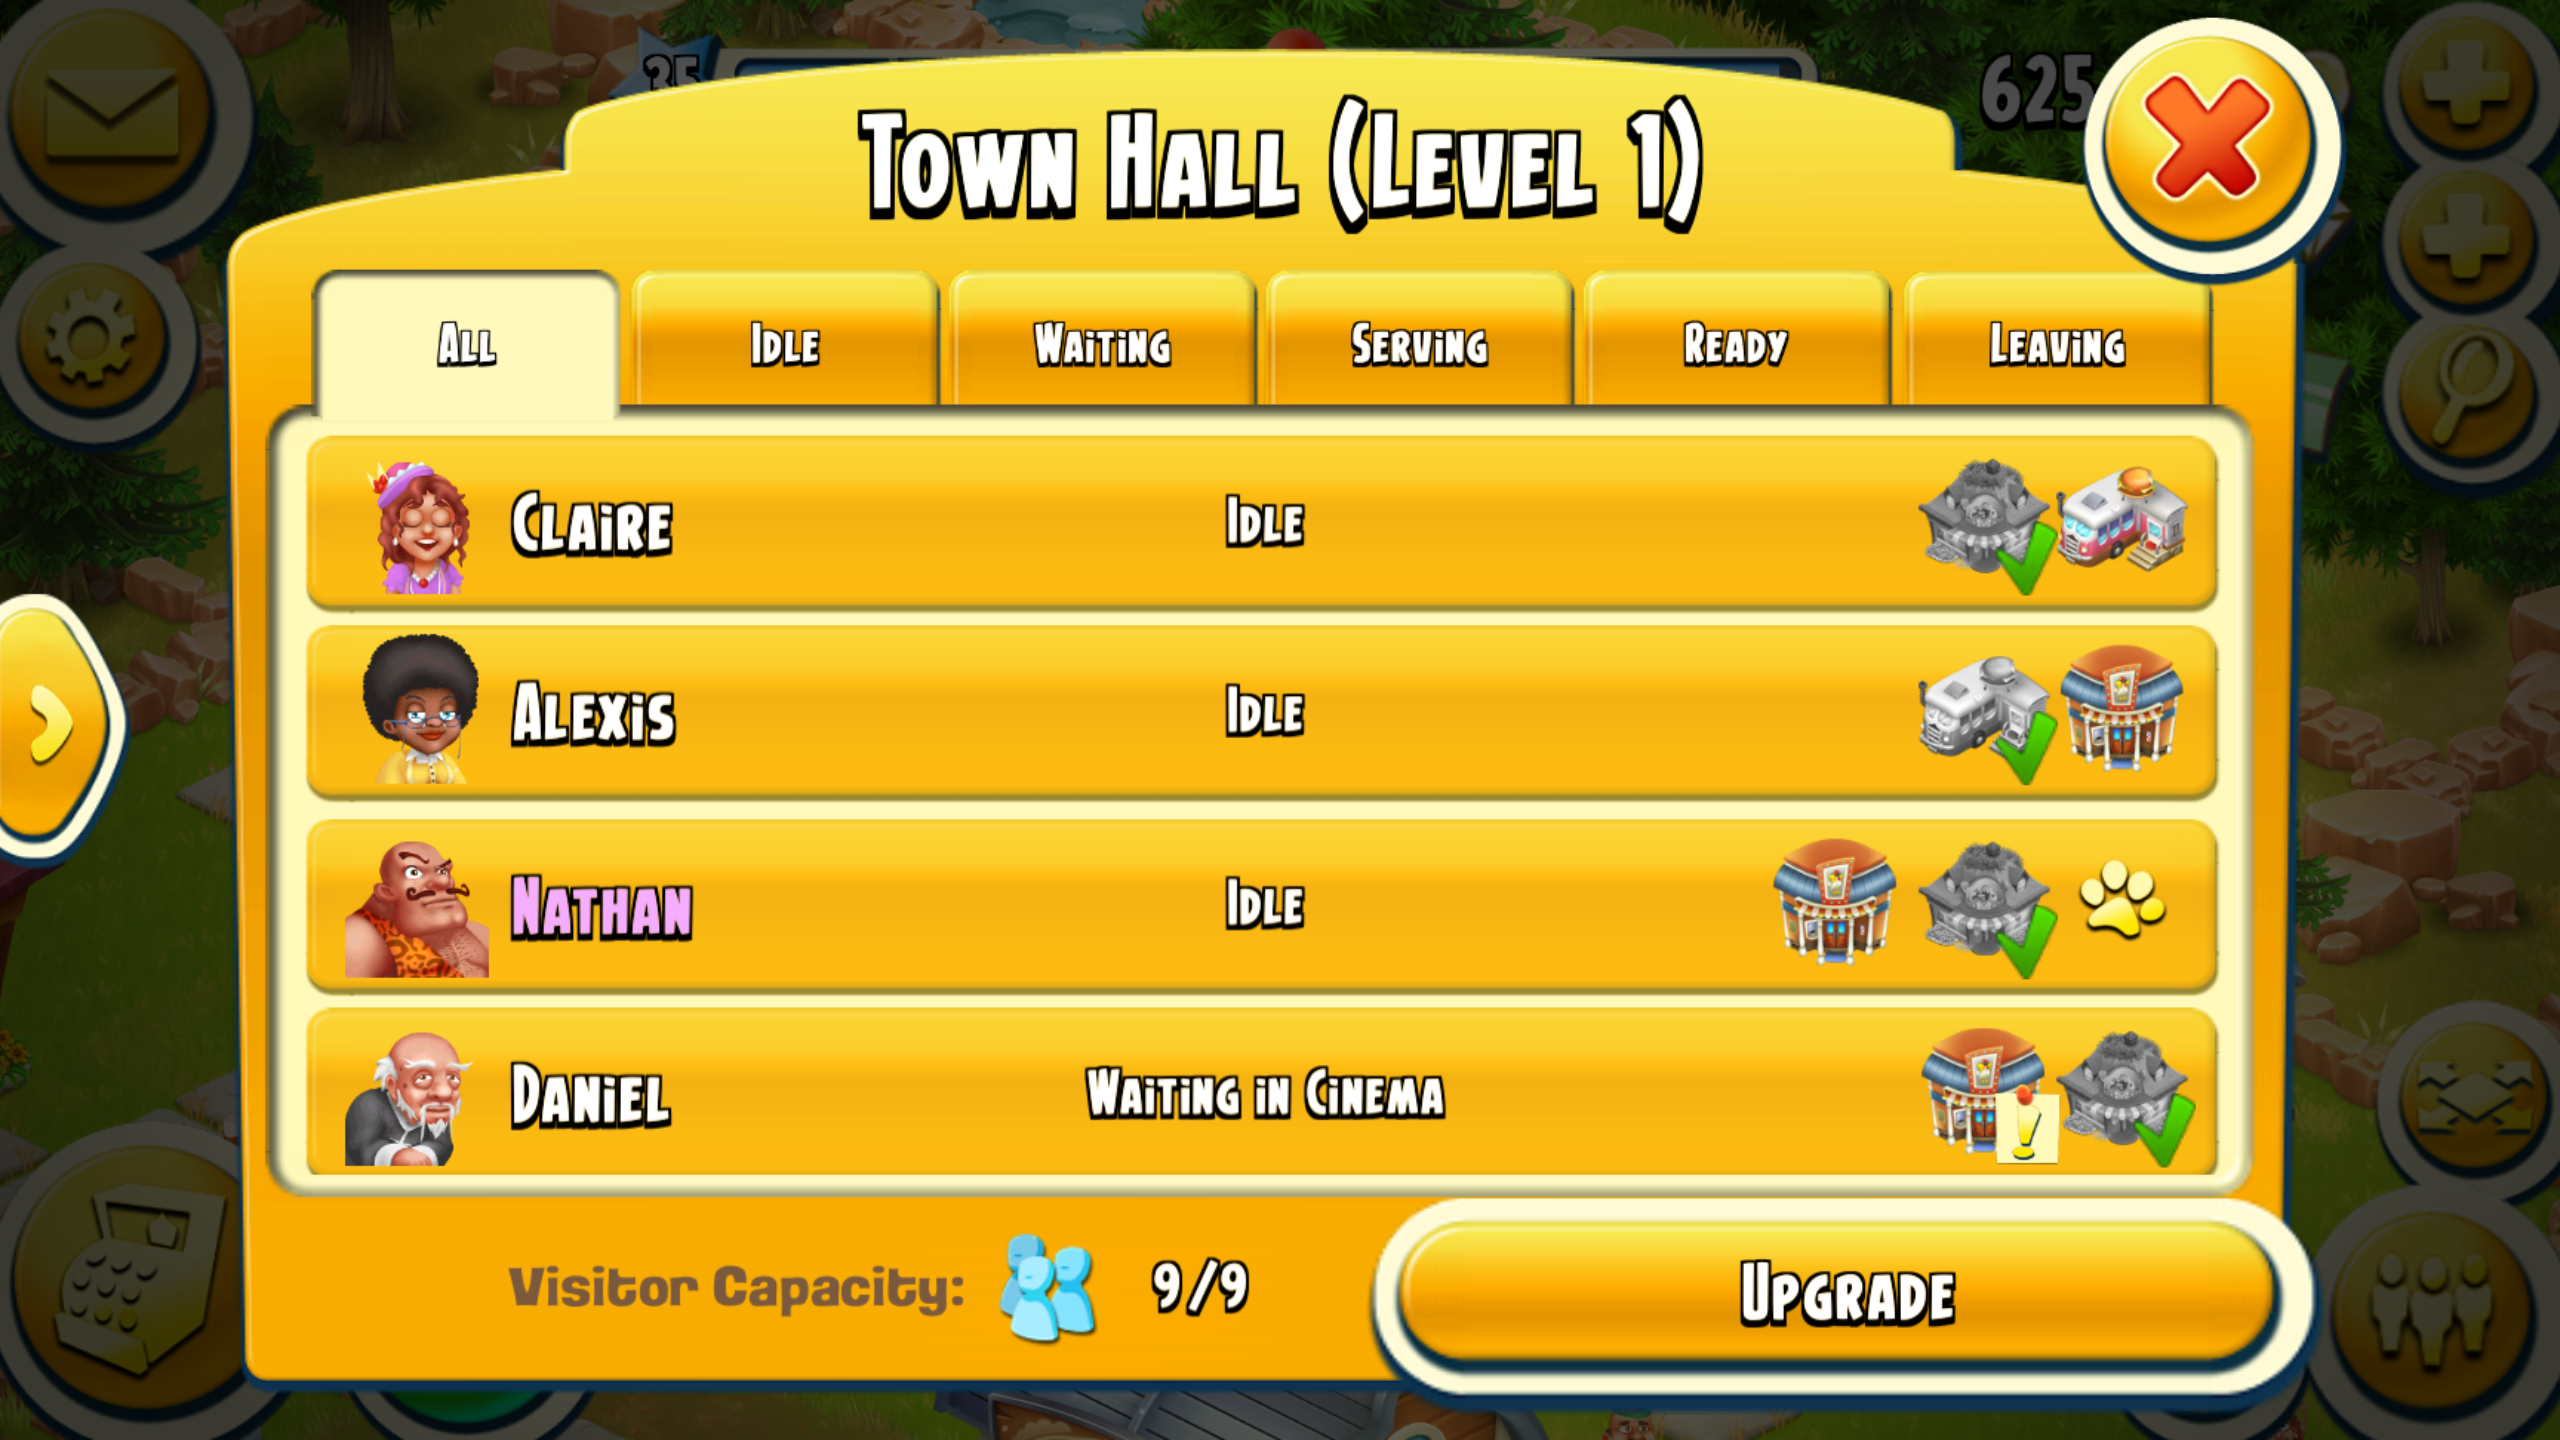 35
625
Town Hall (Level 1)
All
Idle
Waiting
Serving
Ready
Leaving
Claire
Idle
Alexis
Idle
Nathan
Idle
Daniel
Waiting in Cinema
Visitor Capacity:
9/9
Upgrade